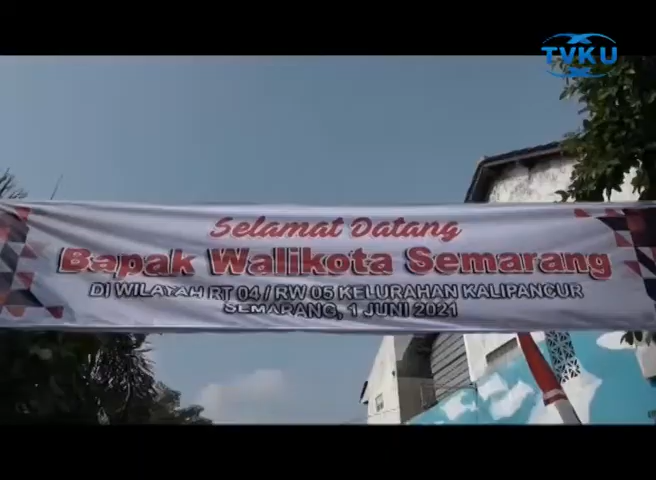 TVKU
Selamat Datang
Bapak Walikota Semarang
DI WILAYAH RT 04 / RW 05 KELURAHAN KALIPANCUR
SEMARANG, 1 JUNI 2021